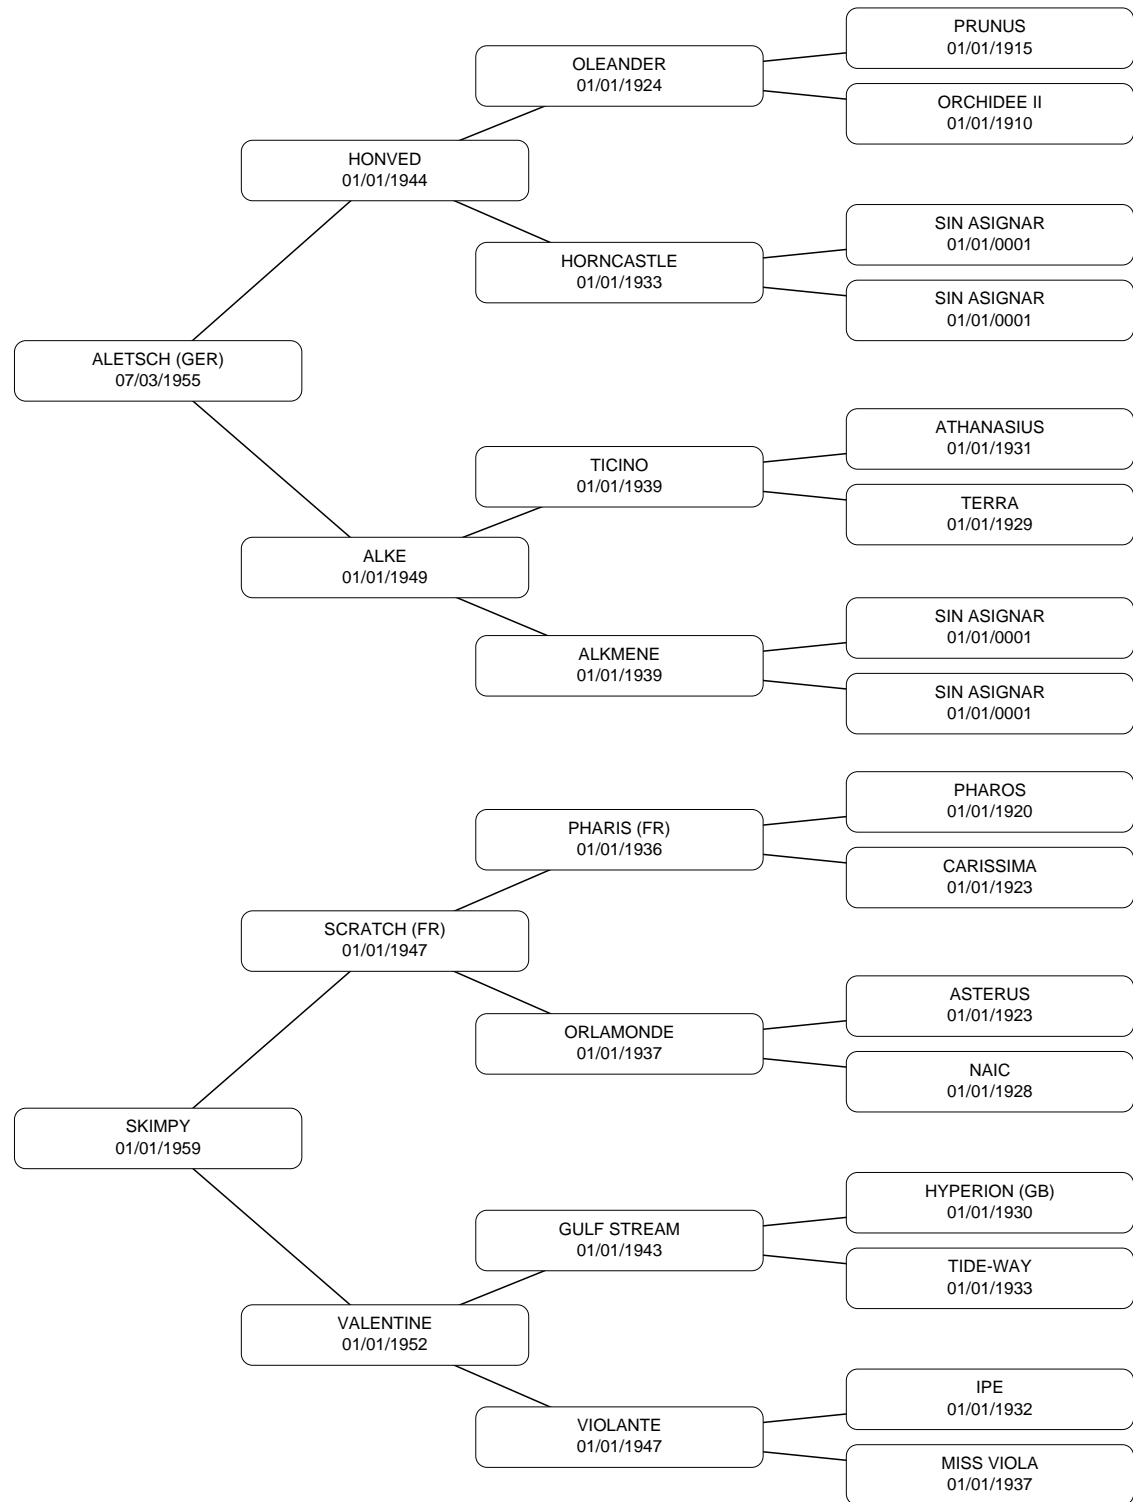 PRUNUS
01/01/1915
OLEANDER
01/01/1924
ORCHIDEE II
01/01/1910
HONVED
01/01/1944
SIN ASIGNAR
01/01/0001
HORNCASTLE
01/01/1933
SIN ASIGNAR
01/01/0001
ALETSCH (GER)
07/03/1955
ATHANASIUS
01/01/1931
TICINO
01/01/1939
TERRA
01/01/1929
ALKE
01/01/1949
SIN ASIGNAR
01/01/0001
ALKMENE
01/01/1939
SIN ASIGNAR
01/01/0001
PHAROS
01/01/1920
PHARIS (FR)
01/01/1936
CARISSIMA
01/01/1923
SCRATCH (FR)
01/01/1947
ASTERUS
01/01/1923
ORLAMONDE
01/01/1937
NAIC
01/01/1928
SKIMPY
01/01/1959
HYPERION (GB)
01/01/1930
GULF STREAM
01/01/1943
TIDE-WAY
01/01/1933
VALENTINE
01/01/1952
IPE
01/01/1932
VIOLANTE
01/01/1947
MISS VIOLA
01/01/1937